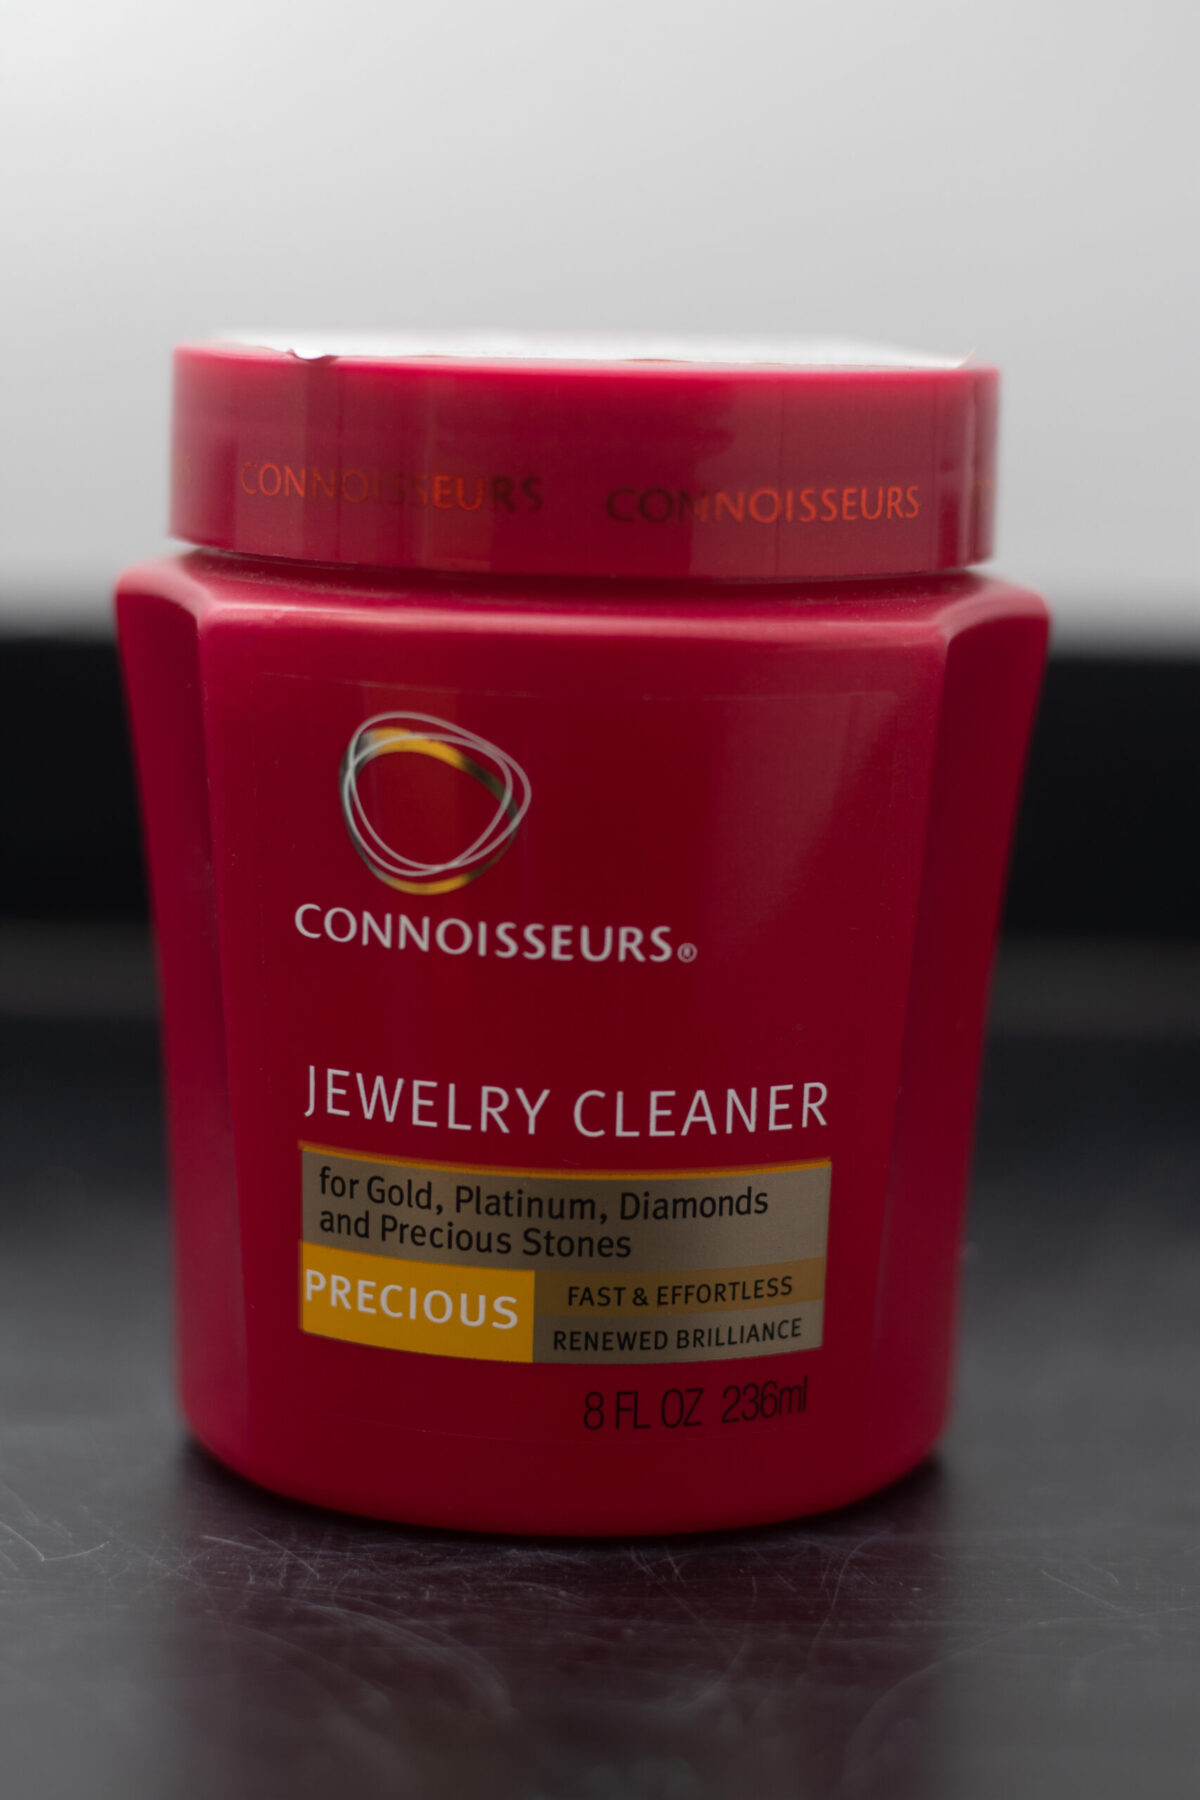 CONNOISSEURS CONNOISSEURS
CONNOISSEURS®
JEWELRY CLEANER
for Gold, Platinum, Diamonds
and Precious Stones
PRECIOUS
FAST & EFFORTLESS
RENEWED BRILLIANCE
8 FL OZ 236ml